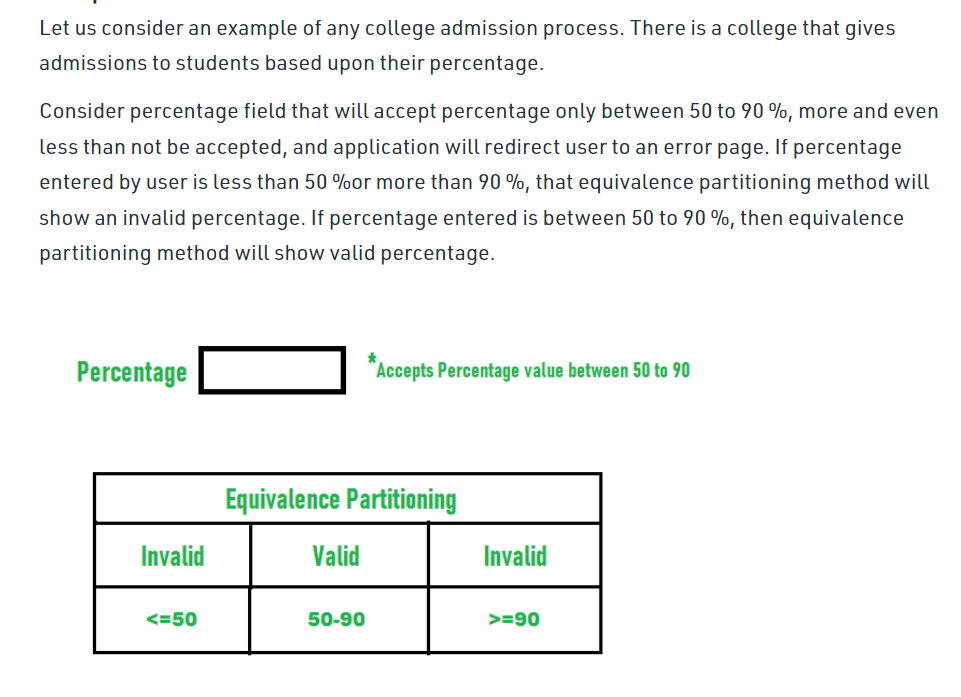 Let us consider an example of any college admission process. There is a college that gives
admissions to students based upon their percentage.
Consider percentage field that will accept percentage only between 50 to 90 %, more and even
less than not be accepted, and application will redirect user to an error page. If percentage
entered by user is less than 50 %or more than 90 %, that equivalence partitioning method will
show an invalid percentage. If percentage entered is between 50 to 90 %, then equivalence
partitioning method will show valid percentage.
Percentage *Accepts Percentage value between 50 to 90
Equivalence Partitioning
Invalid Valid Invalid
<=50 50-90 >=90